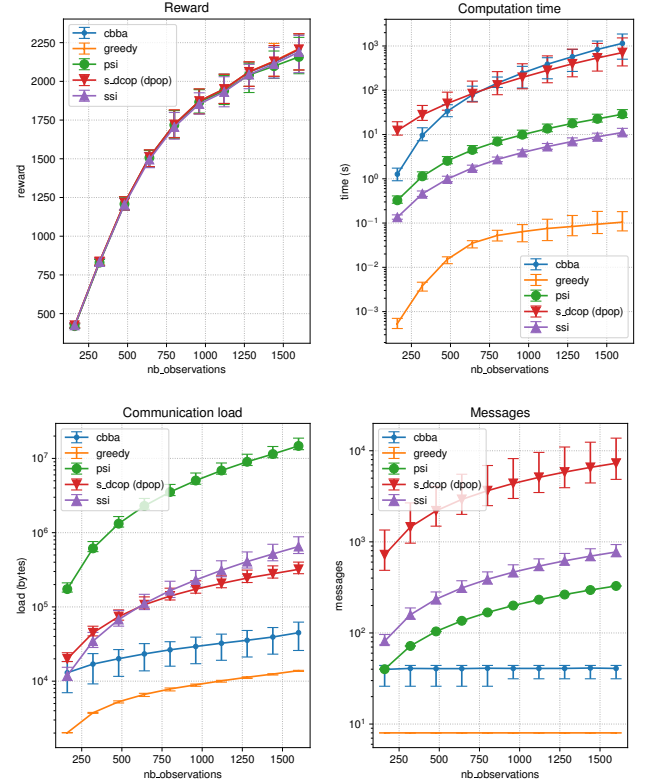 Reward
cbba
greedy
psi
s_dcop (dpop)
ssi
2250
2000
1750
1500
1250
1000
750
500
reward
250
500
750
1000
1250
1500
nb_observations
Computation time
10³
10²
10¹
10⁰
10⁻¹
10⁻²
10⁻³
time (s)
cbba
greedy
psi
s_dcop (dpop)
ssi
250
500
750
1000
1250
1500
nb_observations
Communication load
cbba
greedy
psi
s_dcop (dpop)
ssi
10⁷
10⁶
10⁵
10⁴
load (bytes)
250
500
750
1000
1250
1500
nb_observations
Messages
cbba
greedy
psi
s_dcop (dpop)
ssi
10⁴
10³
10²
10¹
messages
250
500
750
1000
1250
1500
nb_observations